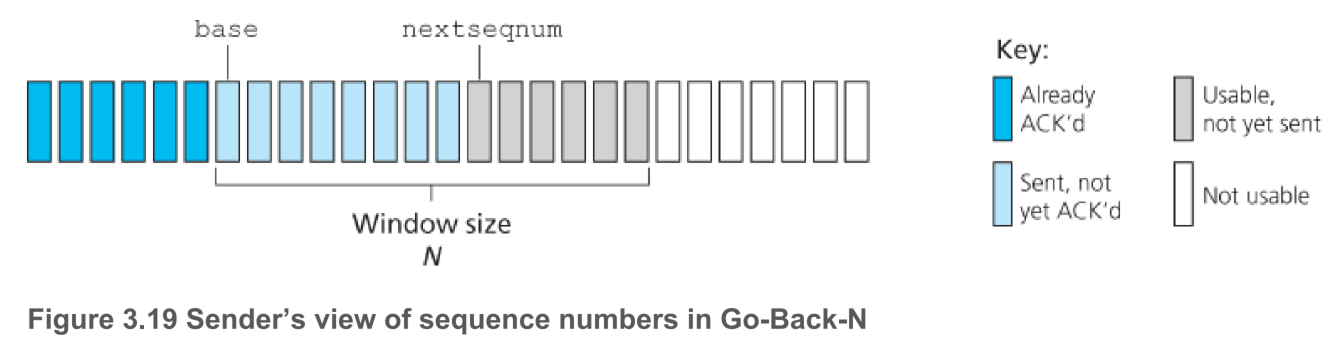 base
nextseqnum
Window size
N
Key:
Already
ACK'd
Usable,
not yet sent
Sent, not
yet ACK'd
Not usable
Figure 3.19 Sender's view of sequence numbers in Go-Back-N